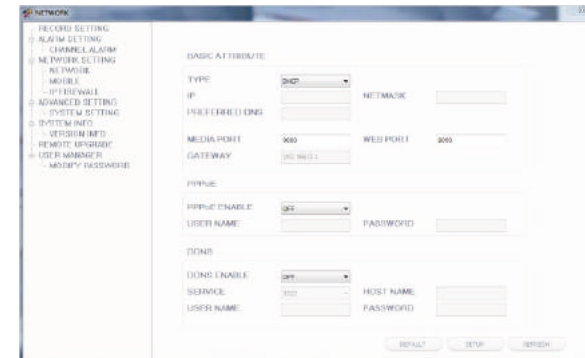 NETWORK
RECORD SETTING
ALARM SETTING
CHANNEL ALARM
NETWORK SETTING
NETWORK
MOBILE
IP FIREWALL
ADVANCED SETTING
SYSTEM SETTING
SYSTEM INFO
VERSION INFO
REMOTE UPGRADE
USER MANAGER
MODIFY PASSWORD
BASIC ATTRIBUTE
TYPE DHCP
IP NETMASK
PREFERRED DNS
MEDIA PORT 9000 WEB PORT
GATEWAY
PPPoE
PPPoE ENABLE OFF
USER NAME PASSWORD
DDNS
DDNS ENABLE OFF
SERVICE HOST NAME
USER NAME PASSWORD
DEFAULT SETUP REFRESH